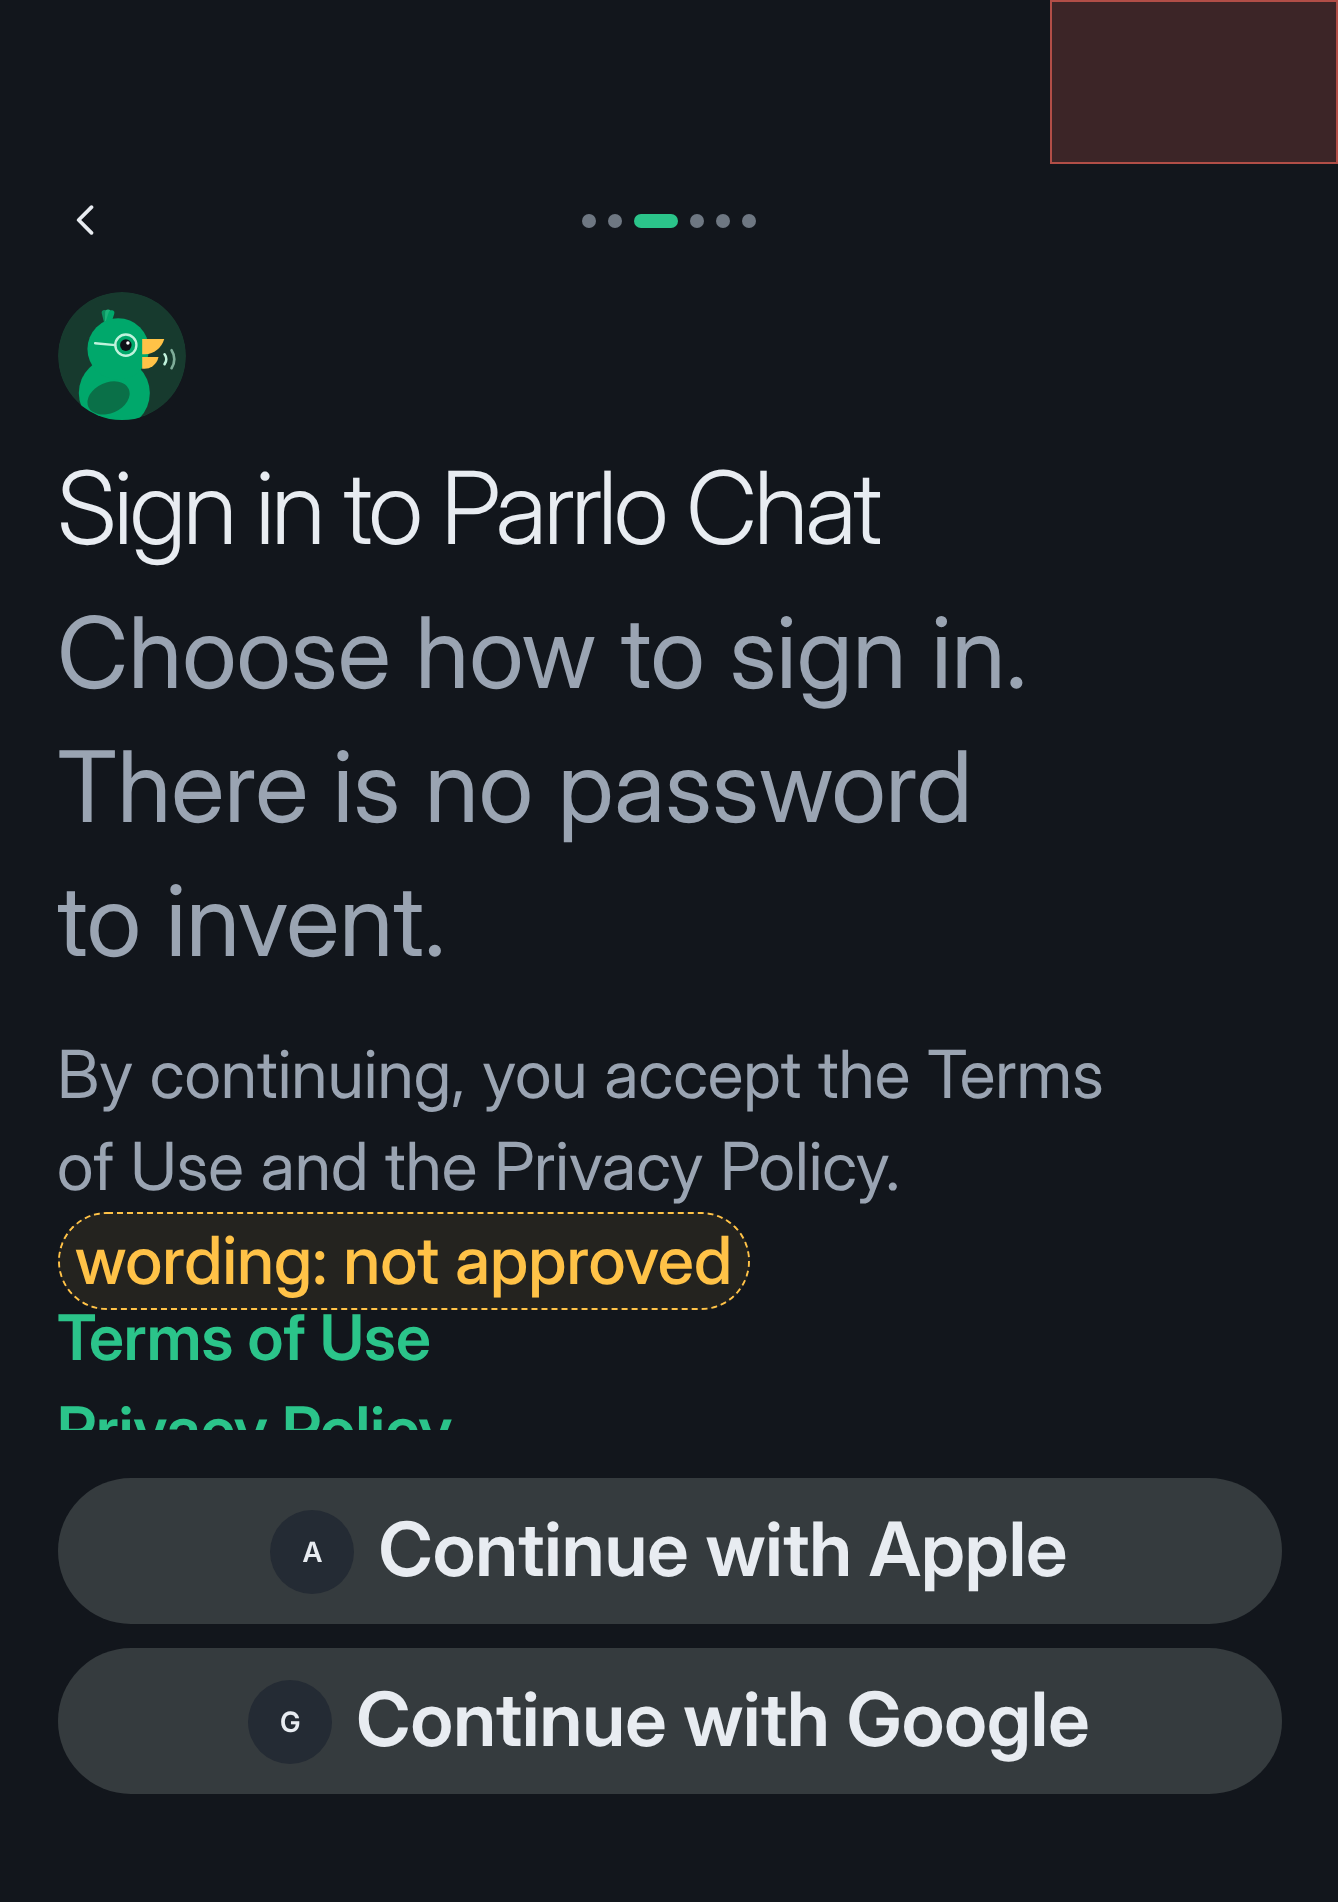 Sign in to Parrlo Chat
Choose how to sign in.
There is no password
to invent.
By continuing, you accept the Terms
of Use and the Privacy Policy.
wording: not approved
Terms of Use
Privacy Policy
A Continue with Apple
G Continue with Google